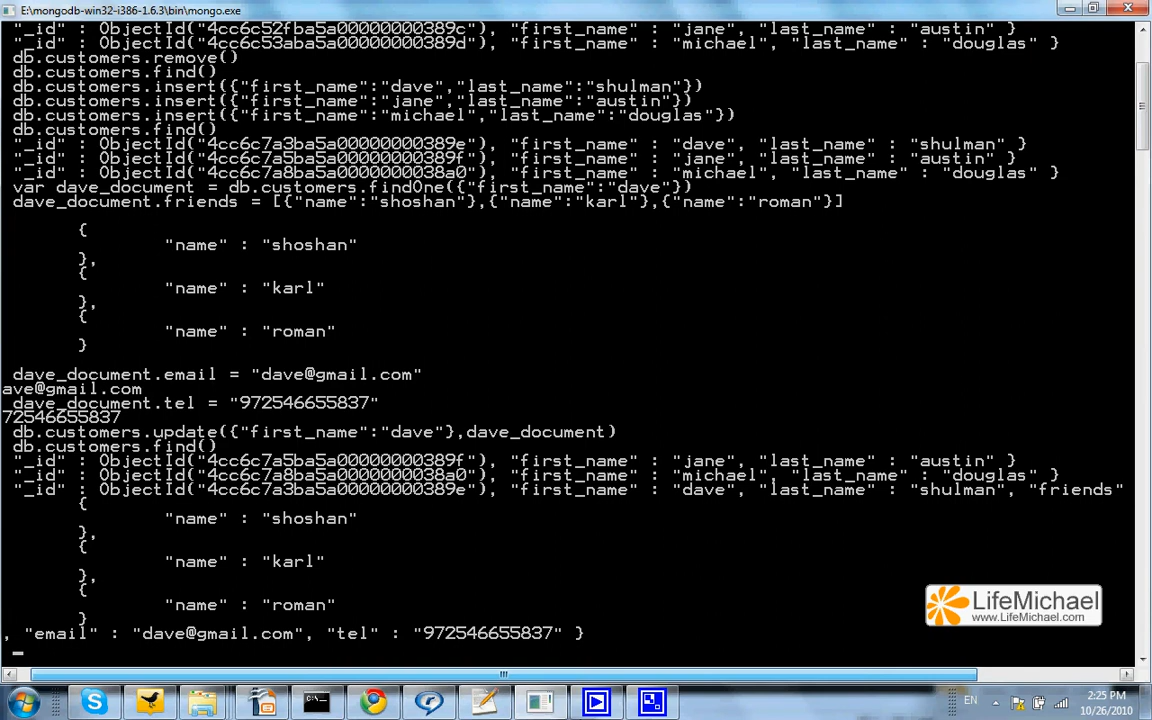 E:\mongodb-win32-i386-1.6.3\bin\mongo.exe
"_id" : ObjectId("4cc6c52fba5a00000000389c"), "first_name" : "jane", "last_name" : "austin" }
"_id" : ObjectId("4cc6c53aba5a00000000389d"), "first_name" : "michael", "last_name" : "douglas" }
db.customers.remove()
db.customers.find()
db.customers.insert({"first_name":"dave","last_name":"shulman"})
db.customers.insert({"first_name":"jane","last_name":"austin"})
db.customers.insert({"first_name":"michael","last_name":"douglas"})
db.customers.find()
"_id" : ObjectId("4cc6c7a3ba5a00000000389e"), "first_name" : "dave", "last_name" : "shulman" }
"_id" : ObjectId("4cc6c7a5ba5a00000000389f"), "first_name" : "jane", "last_name" : "austin" }
"_id" : ObjectId("4cc6c7a8ba5a0000000038a0"), "first_name" : "michael", "last_name" : "douglas" }
var dave_document = db.customers.findOne({"first_name":"dave"})
dave_document.friends = [{"name":"shoshan"},{"name":"karl"},{"name":"roman"}]
{
"name" : "shoshan"
},
{
"name" : "karl"
},
{
"name" : "roman"
}
dave_document.email = "dave@gmail.com"
ave@gmail.com
dave_document.tel = "972546655837"
72546655837
db.customers.update({"first_name":"dave"},dave_document)
db.customers.find()
"_id" : ObjectId("4cc6c7a5ba5a00000000389f"), "first_name" : "jane", "last_name" : "austin" }
"_id" : ObjectId("4cc6c7a8ba5a0000000038a0"), "first_name" : "michael", "last_name" : "douglas" }
"_id" : ObjectId("4cc6c7a3ba5a00000000389e"), "first_name" : "dave", "last_name" : "shulman", "friends"
{
"name" : "shoshan"
},
{
"name" : "karl"
},
{
"name" : "roman"
}
, "email" : "dave@gmail.com", "tel" : "972546655837" }
LifeMichael
www.LifeMichael.com
EN
2:25 PM
10/26/2010